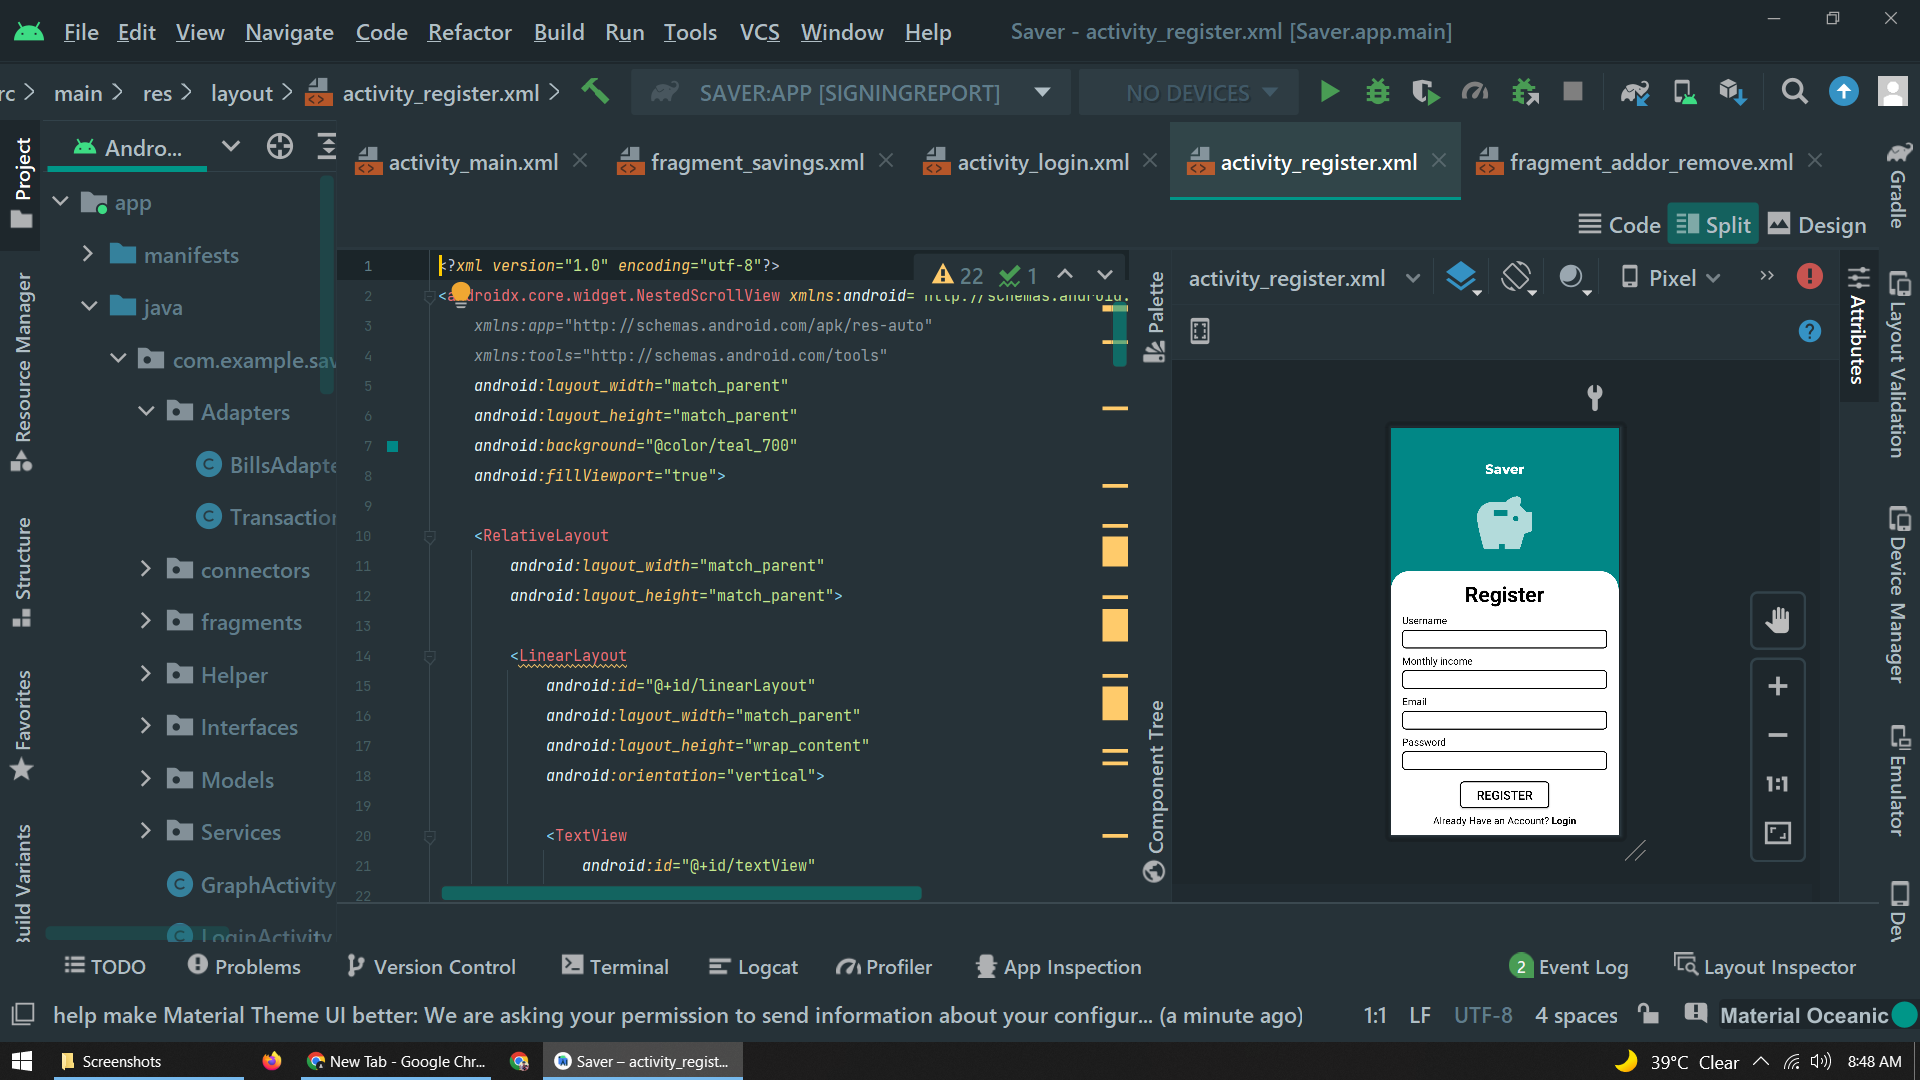 File Edit View Navigate Code Refactor Build Run Tools VCS Window Help Saver - activity_register.xml [Saver.app.main]
rc main res layout activity_register.xml SAVER:APP [SIGNINGREPORT] NO DEVICES
Project
Andro...
activity_main.xml fragment_savings.xml activity_login.xml activity_register.xml fragment_addor_remove.xml
Code Split Design
app
manifests
java
com.example.sav
Adapters
BillsAdapte
Transaction
connectors
fragments
Helper
Interfaces
Models
Services
GraphActivity
LoginActivity
Resource Manager
Structure
Favorites
Build Variants
22 1
1 <?xml version="1.0" encoding="utf-8"?>
2 <androidx.core.widget.NestedScrollView xmlns:android="http://schemas.android.
3 xmlns:app="http://schemas.android.com/apk/res-auto"
4 xmlns:tools="http://schemas.android.com/tools"
5 android:layout_width="match_parent"
6 android:layout_height="match_parent"
7 android:background="@color/teal_700"
8 android:fillViewport="true">
9
10 <RelativeLayout
11 android:layout_width="match_parent"
12 android:layout_height="match_parent">
13
14 <LinearLayout
15 android:id="@+id/linearLayout"
16 android:layout_width="match_parent"
17 android:layout_height="wrap_content"
18 android:orientation="vertical">
19
20 <TextView
21 android:id="@+id/textView"
22
Palette
Component Tree
activity_register.xml Pixel
Saver
Register
Username
Monthly income
Email
Password
REGISTER
Already Have an Account? Login
1:1
Attributes
Gradle
Layout Validation
Device Manager
Emulator
Dev
TODO Problems Version Control Terminal Logcat Profiler App Inspection 2 Event Log Layout Inspector
help make Material Theme UI better: We are asking your permission to send information about your configur... (a minute ago) 1:1 LF UTF-8 4 spaces Material Oceanic
Screenshots New Tab - Google Chr... Saver – activity_regist... 39°C Clear 8:48 AM